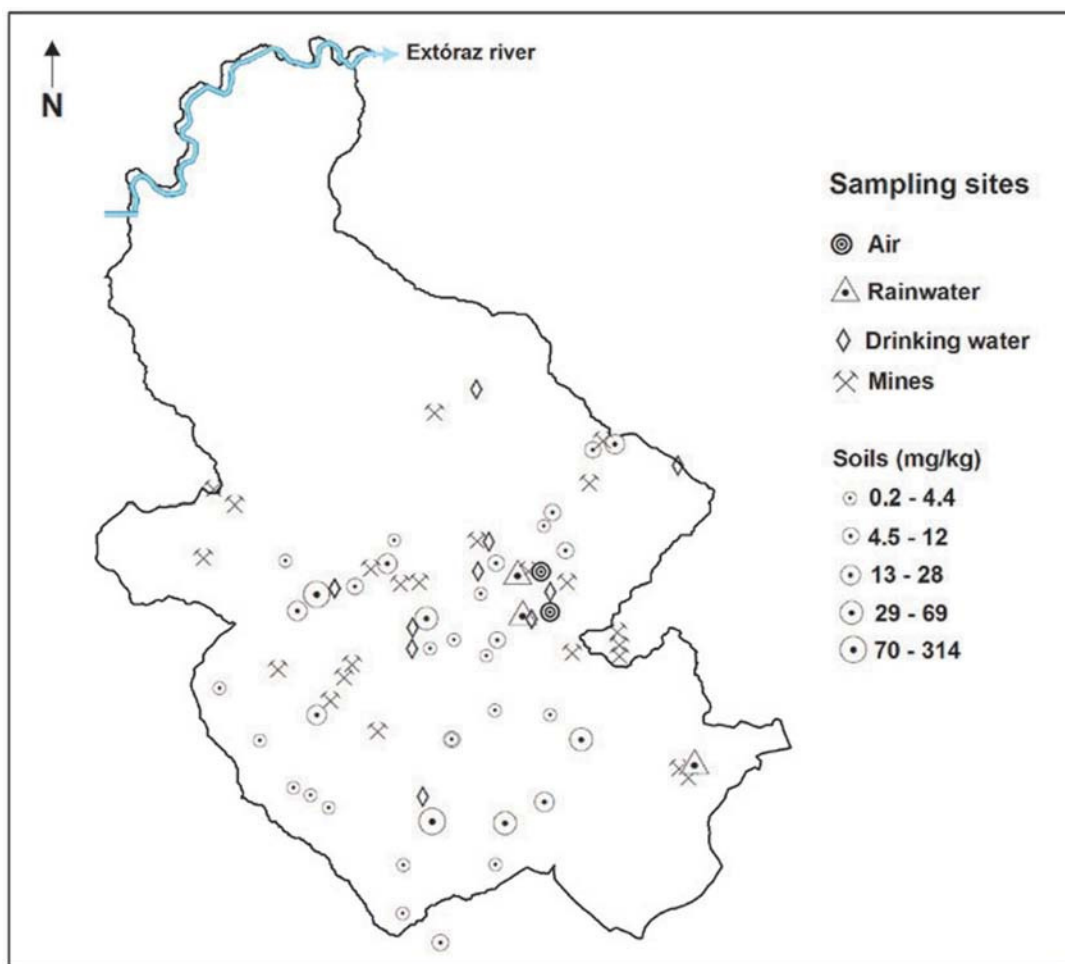 Extóraz river
N
Sampling sites
Air
Rainwater
Drinking water
Mines
Soils (mg/kg)
0.2 - 4.4
4.5 - 12
13 - 28
29 - 69
70 - 314